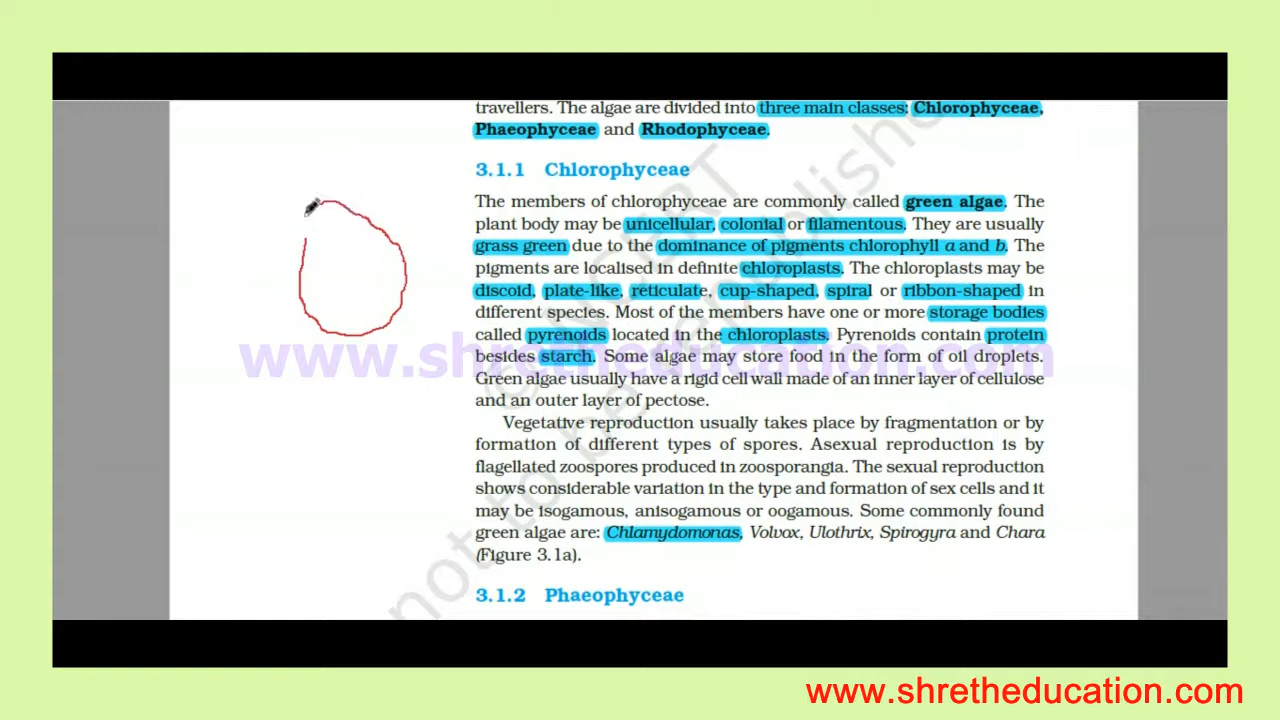 travellers. The algae are divided into three main classes: Chlorophyceae,
Phaeophyceae and Rhodophyceae.
3.1.1 Chlorophyceae
The members of chlorophyceae are commonly called green algae. The
plant body may be unicellular, colonial or filamentous. They are usually
grass green due to the dominance of pigments chlorophyll a and b. The
pigments are localised in definite chloroplasts. The chloroplasts may be
discoid, plate-like, reticulate, cup-shaped, spiral or ribbon-shaped in
different species. Most of the members have one or more storage bodies
called pyrenoids located in the chloroplasts. Pyrenoids contain protein
besides starch. Some algae may store food in the form of oil droplets.
Green algae usually have a rigid cell wall made of an inner layer of cellulose
and an outer layer of pectose.
Vegetative reproduction usually takes place by fragmentation or by
formation of different types of spores. Asexual reproduction is by
flagellated zoospores produced in zoosporangia. The sexual reproduction
shows considerable variation in the type and formation of sex cells and it
may be isogamous, anisogamous or oogamous. Some commonly found
green algae are: Chlamydomonas, Volvox, Ulothrix, Spirogyra and Chara
(Figure 3.1a).
3.1.2 Phaeophyceae
www.shretheducation.com
© NCERT
not to be republished
www.shretheducation.com